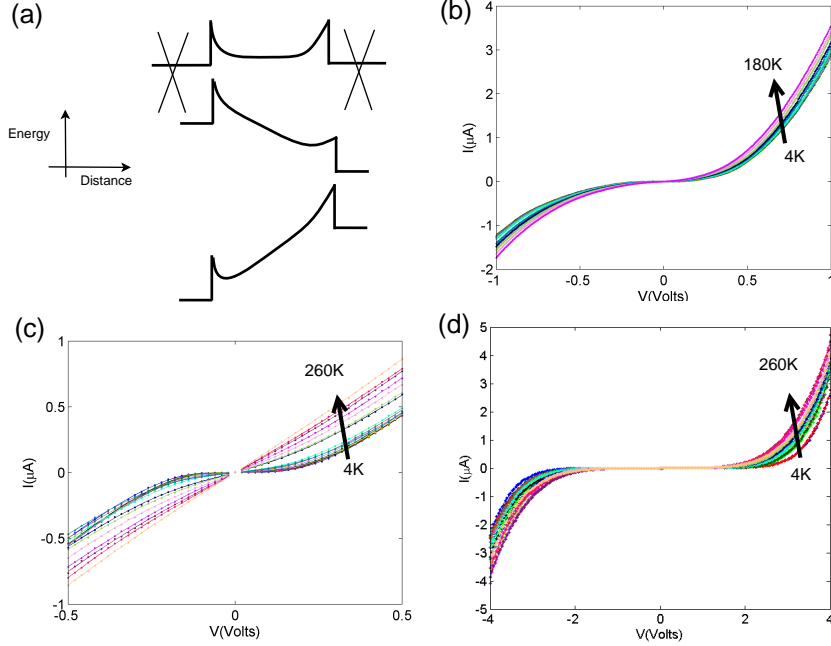 (a)
Energy
Distance
(b)
I(μA)
4
3
2
1
0
-1
-2
-1
-0.5
0
0.5
1
V(Volts)
180K
4K
(c)
I(μA)
1
0.5
0
-0.5
-1
-0.5
0
0.5
V(Volts)
260K
4K
(d)
I(μA)
5
4
3
2
1
0
-1
-2
-3
-4
-5
-4
-2
0
2
4
V(Volts)
260K
4K